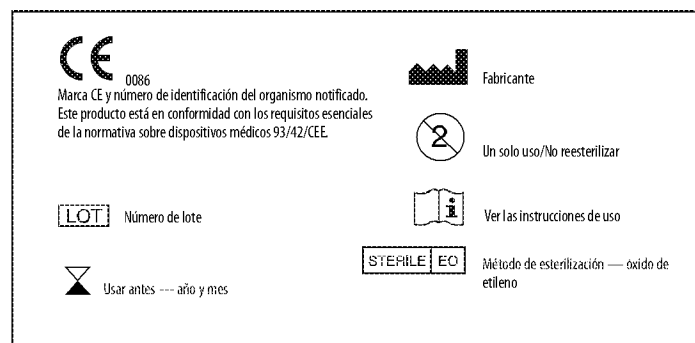 CE 0086
Marca CE y número de identificación del organismo notificado.
Este producto está en conformidad con los requisitos esenciales
de la normativa sobre dispositivos médicos 93/42/CEE.
LOT Número de lote
Usar antes --- año y mes
Fabricante
2 Un solo uso/No reesterilizar
Ver las instrucciones de uso
STERILE EO Método de esterilización — óxido de
etileno